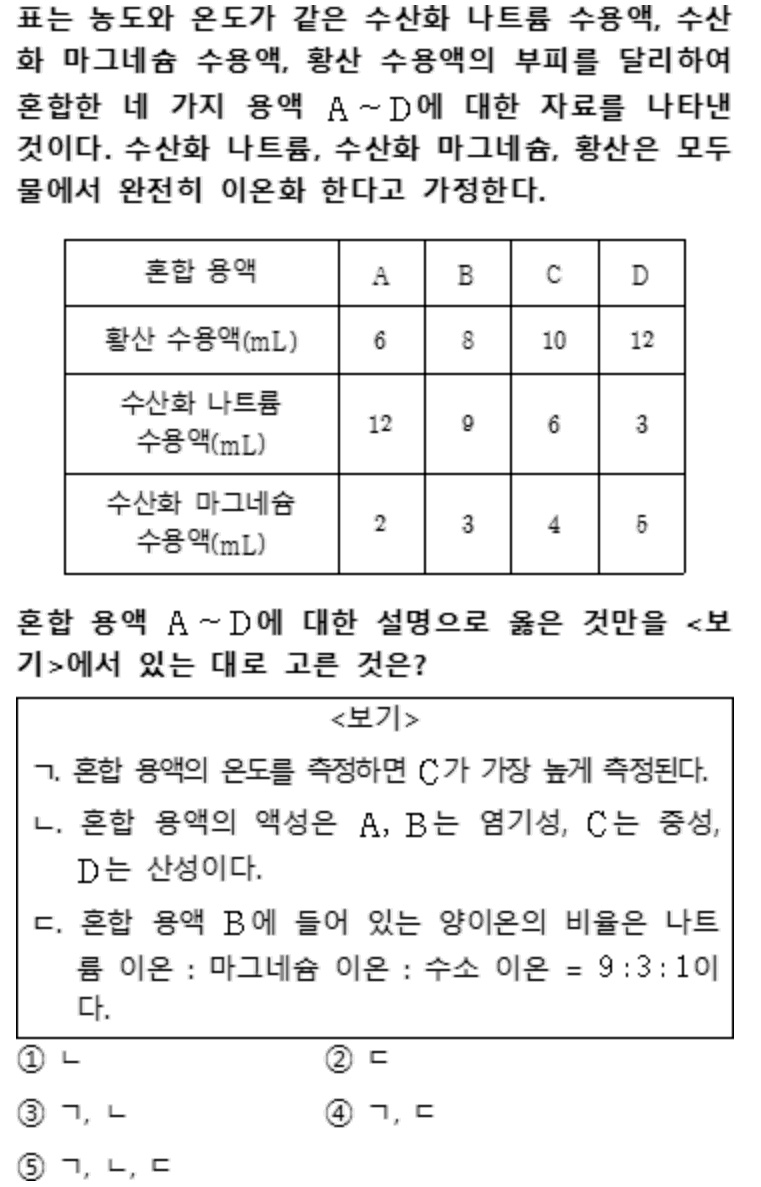 표는 농도와 온도가 같은 수산화 나트륨 수용액, 수산
화 마그네슘 수용액, 황산 수용액의 부피를 달리하여
혼합한 네 가지 용액 A ~ D에 대한 자료를 나타낸
것이다. 수산화 나트륨, 수산화 마그네슘, 황산은 모두
물에서 완전히 이온화 한다고 가정한다.
혼합 용액 A B C D
황산 수용액(mL) 6 8 10 12
수산화 나트륨
수용액(mL) 12 9 6 3
수산화 마그네슘
수용액(mL) 2 3 4 5
혼합 용액 A ~ D에 대한 설명으로 옳은 것만을 <보
기>에서 있는 대로 고른 것은?
<보기>
ㄱ. 혼합 용액의 온도를 측정하면 C가 가장 높게 측정된다.
ㄴ. 혼합 용액의 액성은 A, B는 염기성, C는 중성,
D는 산성이다.
ㄷ. 혼합 용액 B에 들어 있는 양이온의 비율은 나트
륨 이온 : 마그네슘 이온 : 수소 이온 = 9:3:1이
다.
① ㄴ ② ㄷ
③ ㄱ, ㄴ ④ ㄱ, ㄷ
⑤ ㄱ, ㄴ, ㄷ